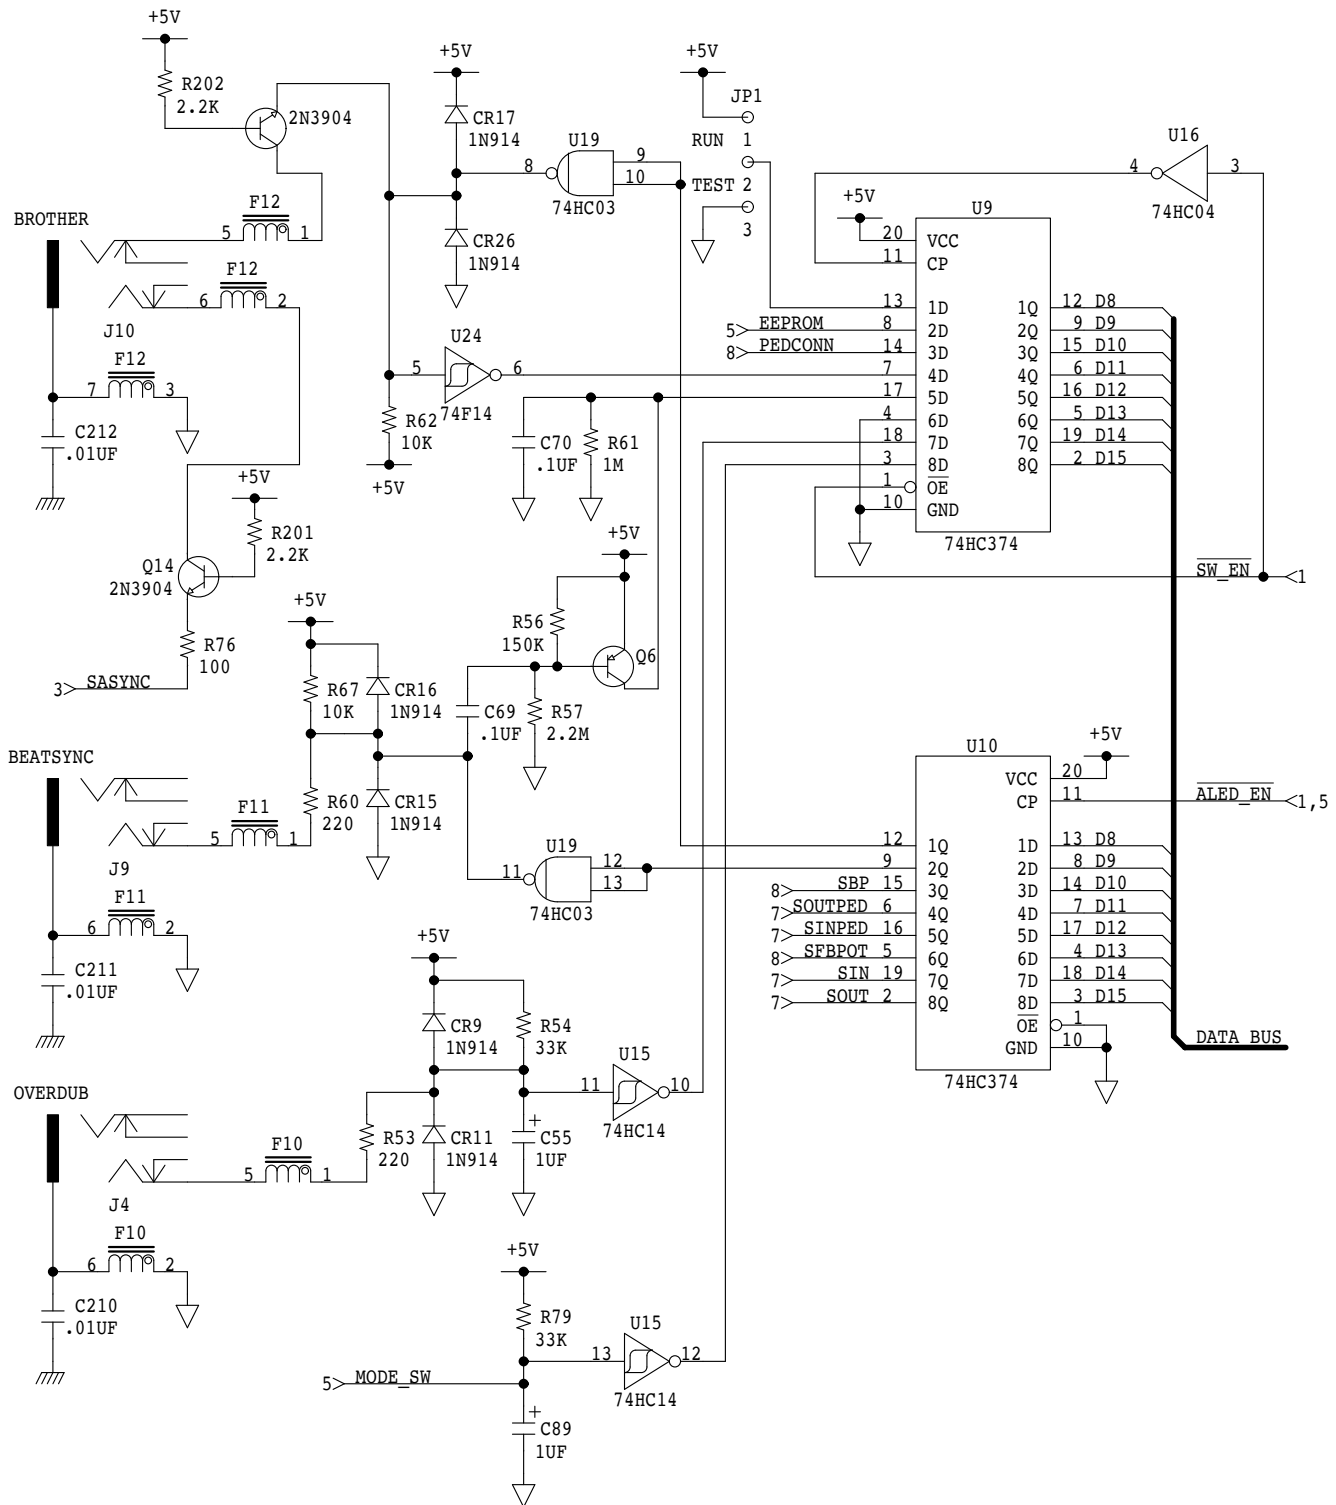 +5V
R202
2.2K
2N3904
+5V
CR17
1N914
U19
8
9
10
74HC03
+5V
JP1
RUN 1
TEST 2
3
U16
4
3
74HC04
BROTHER
F12
5
1
F12
6
2
J10
F12
7
3
C212
.01UF
CR26
1N914
U24
5
6
74F14
R62
10K
+5V
C70
.1UF
R61
1M
+5V
U9
20 VCC
11 CP
13 1D 1Q 12 D8
5 EEPROM 8 2D 2Q 9 D9
8 PEDCONN 14 3D 3Q 15 D10
7 4D 4Q 6 D11
17 5D 5Q 16 D12
4 6D 6Q 5 D13
18 7D 7Q 19 D14
3 8D 8Q 2 D15
1 OE
10 GND
74HC374
SW_EN 1
+5V
R201
2.2K
Q14
2N3904
R76
100
3 SASYNC
+5V
R67
10K
CR16
1N914
+5V
R56
150K
Q6
C69
.1UF
R57
2.2M
BEATSYNC
F11
5
1
J9
R60
220
CR15
1N914
F11
6
2
C211
.01UF
U19
11
12
13
74HC03
U10
+5V
VCC 20
CP 11
ALED_EN 1,5
12 1Q 1D 13 D8
9 2Q 2D 8 D9
8 SBP 15 3Q 3D 14 D10
7 SOUTPED 6 4Q 4D 7 D11
7 SINPED 16 5Q 5D 17 D12
8 SFBPOT 5 6Q 6D 4 D13
7 SIN 19 7Q 7D 18 D14
7 SOUT 2 8Q 8D 3 D15
OE 1
GND 10
74HC374
DATA BUS
+5V
CR9
1N914
R54
33K
U15
11
10
74HC14
OVERDUB
F10
5
1
J4
R53
220
CR11
1N914
+
C55
1UF
F10
6
2
C210
.01UF
+5V
R79
33K
U15
13
12
74HC14
5 MODE_SW
+
C89
1UF